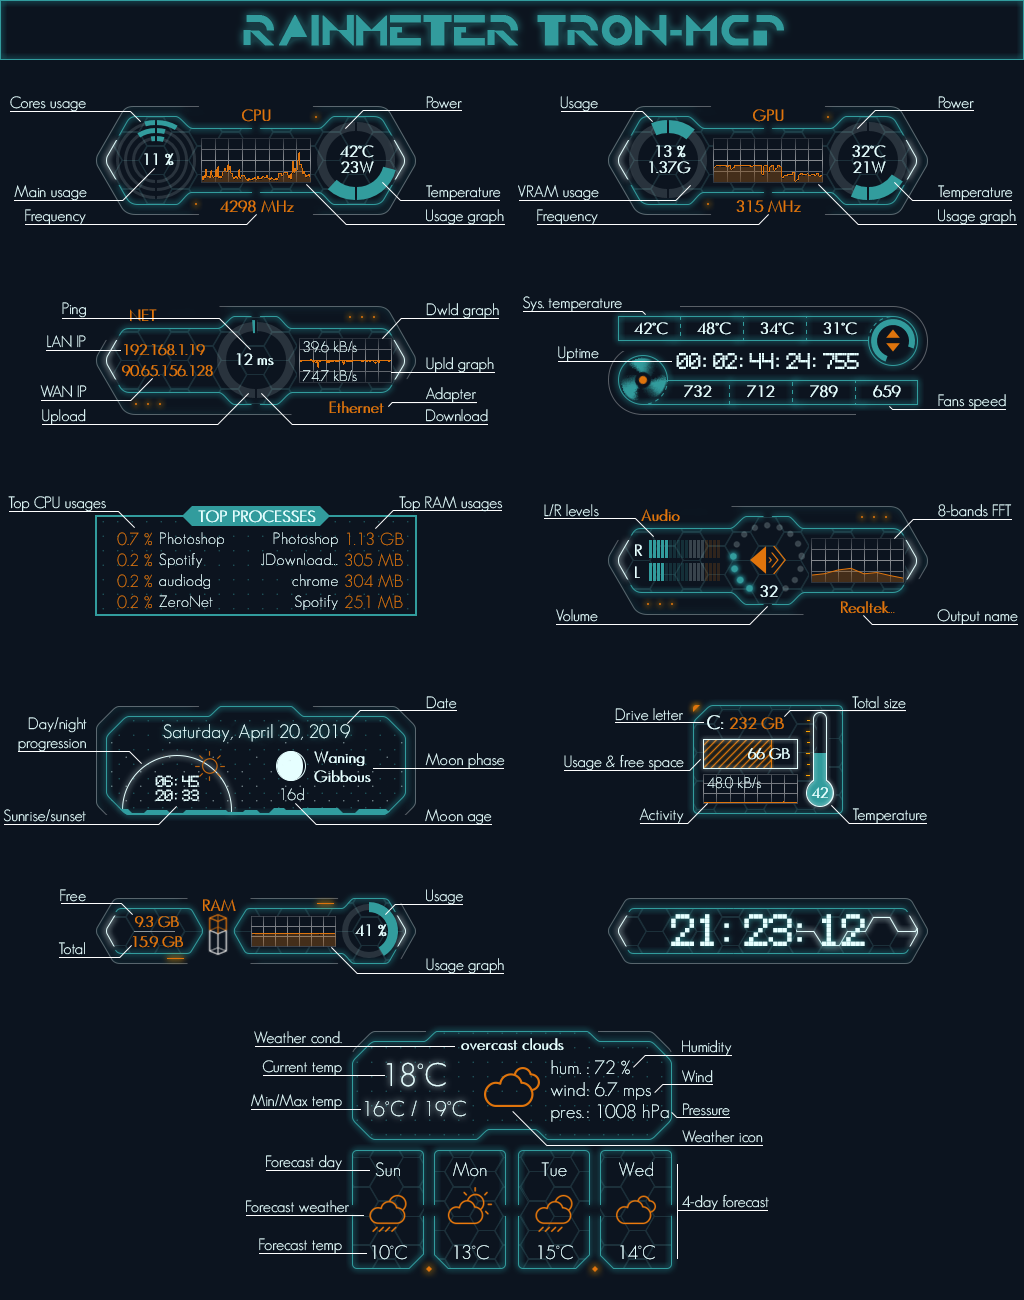 RAINMETER TRON-MCP
Cores usage
CPU
Power
11 %
42°C
23W
Main usage
Temperature
Frequency
4298 MHz
Usage graph
Usage
GPU
Power
13 %
1.37G
32°C
21W
VRAM usage
Temperature
Frequency
315 MHz
Usage graph
Ping
NET
Dwld graph
LAN IP
192.168.1.19
12 ms
39.6 kB/s
90.65.156.128
74.7 kB/s
Upld graph
WAN IP
Adapter
Upload
Ethernet
Download
Sys. temperature
42°C 48°C 34°C 31°C
Uptime
00: 02: 44: 24: 755
732 712 789 659
Fans speed
Top CPU usages
Top RAM usages
TOP PROCESSES
0.7 % Photoshop Photoshop 1.13 GB
0.2 % Spotify JDownload... 305 MB
0.2 % audiodg chrome 304 MB
0.2 % ZeroNet Spotify 251 MB
L/R levels
Audio
8-bands FFT
R
L
32
Realtek...
Volume
Output name
Date
Day/night
progression
Saturday, April 20, 2019
Waning
Gibbous
Moon phase
06: 45
20: 33
16d
Sunrise/sunset
Moon age
Drive letter
Total size
C: 232 GB
66 GB
Usage & free space
48.0 kB/s
42
Activity
Temperature
Free
RAM
Usage
9.3 GB
15.9 GB
41 %
Total
Usage graph
21: 23: 12
Weather cond.
overcast clouds
Humidity
Current temp
18°C
hum. : 72 %
wind: 6.7 mps
Wind
Min/Max temp
16°C / 19°C
pres.: 1008 hPa
Pressure
Weather icon
Forecast day
Sun Mon Tue Wed
Forecast weather
4-day forecast
Forecast temp
10°C 13°C 15°C 14°C